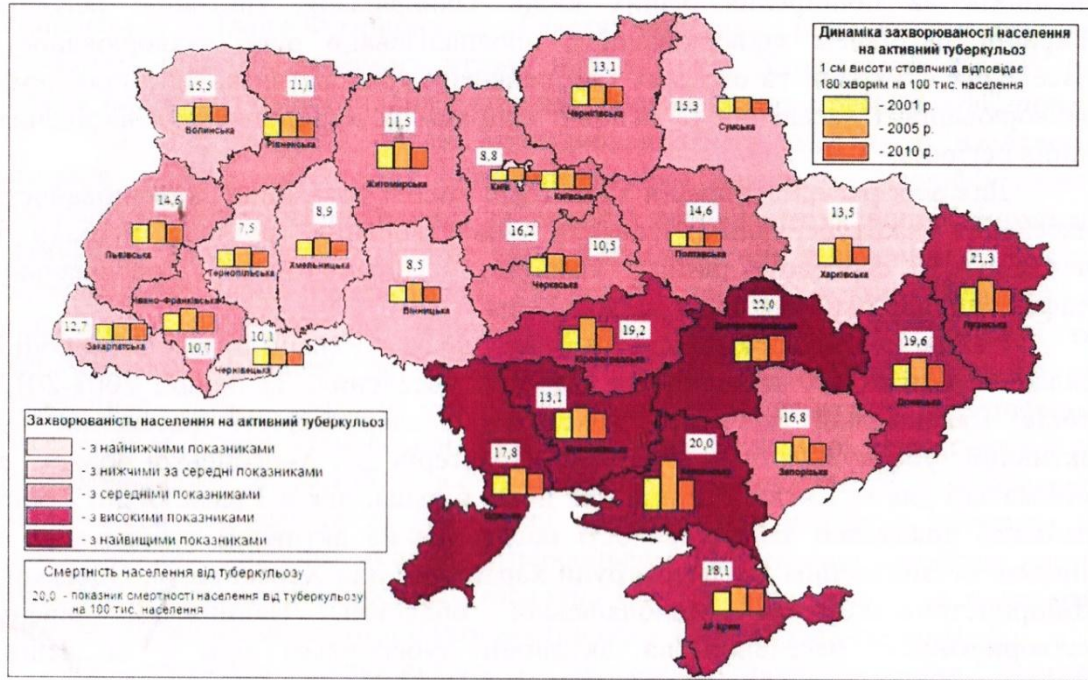 Динаміка захворюваності населення
на активний туберкульоз
1 см висоти стовпчика відповідає
180 хворим на 100 тис. населення
- 2001 р.
- 2005 р.
- 2010 р.
15,5
Волинська
11,1
Рівненська
11,5
Житомирська
8,8
Київ
Київська
13,1
Чернігівська
15,3
Сумська
14,6
Львівська
7,5
Тернопільська
8,9
Хмельницька
8,5
Вінницька
16,2
10,5
Черкаська
14,6
Полтавська
13,5
Харківська
21,3
Луганська
12,7
Закарпатська
Івано-Франківська
10,7
10,1
Чернівецька
19,2
Кіровоградська
22,0
Дніпропетровська
19,6
Донецька
13,1
Миколаївська
17,8
20,0
16,8
Запорізька
18,1
АР Крим
Захворюваність населення на активний туберкульоз
- з найнижчими показниками
- з нижчими за середні показниками
- з середніми показниками
- з високими показниками
- з найвищими показниками
Смертність населення від туберкульозу
20,0 - показник смертності населення від туберкульозу
на 100 тис. населення